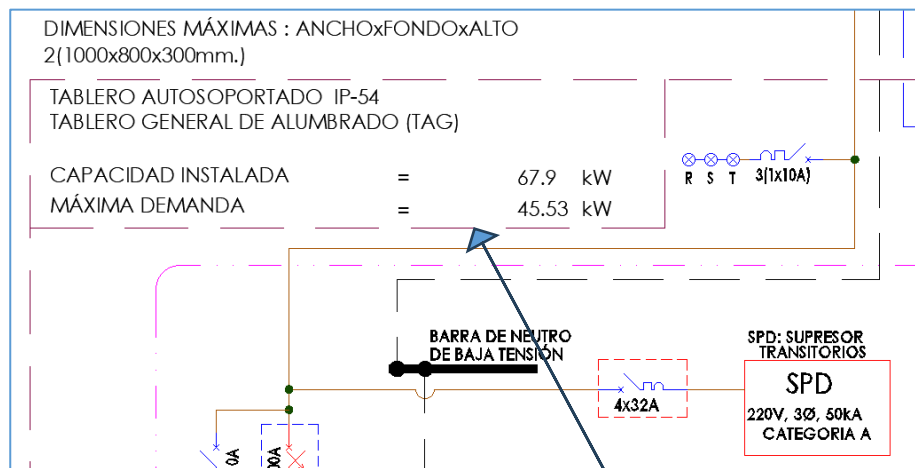 DIMENSIONES MÁXIMAS : ANCHOxFONDOxALTO
2(1000x800x300mm.)
TABLERO AUTOSOPORTADO IP-54
TABLERO GENERAL DE ALUMBRADO (TAG)
CAPACIDAD INSTALADA = 67.9 kW
MÁXIMA DEMANDA = 45.53 kW
R S T 3(1x10A)
BARRA DE NEUTRO
DE BAJA TENSIÓN
SPD: SUPRESOR
TRANSITORIOS
4x32A
SPD
220V, 3Ø, 50kA
CATEGORIA A